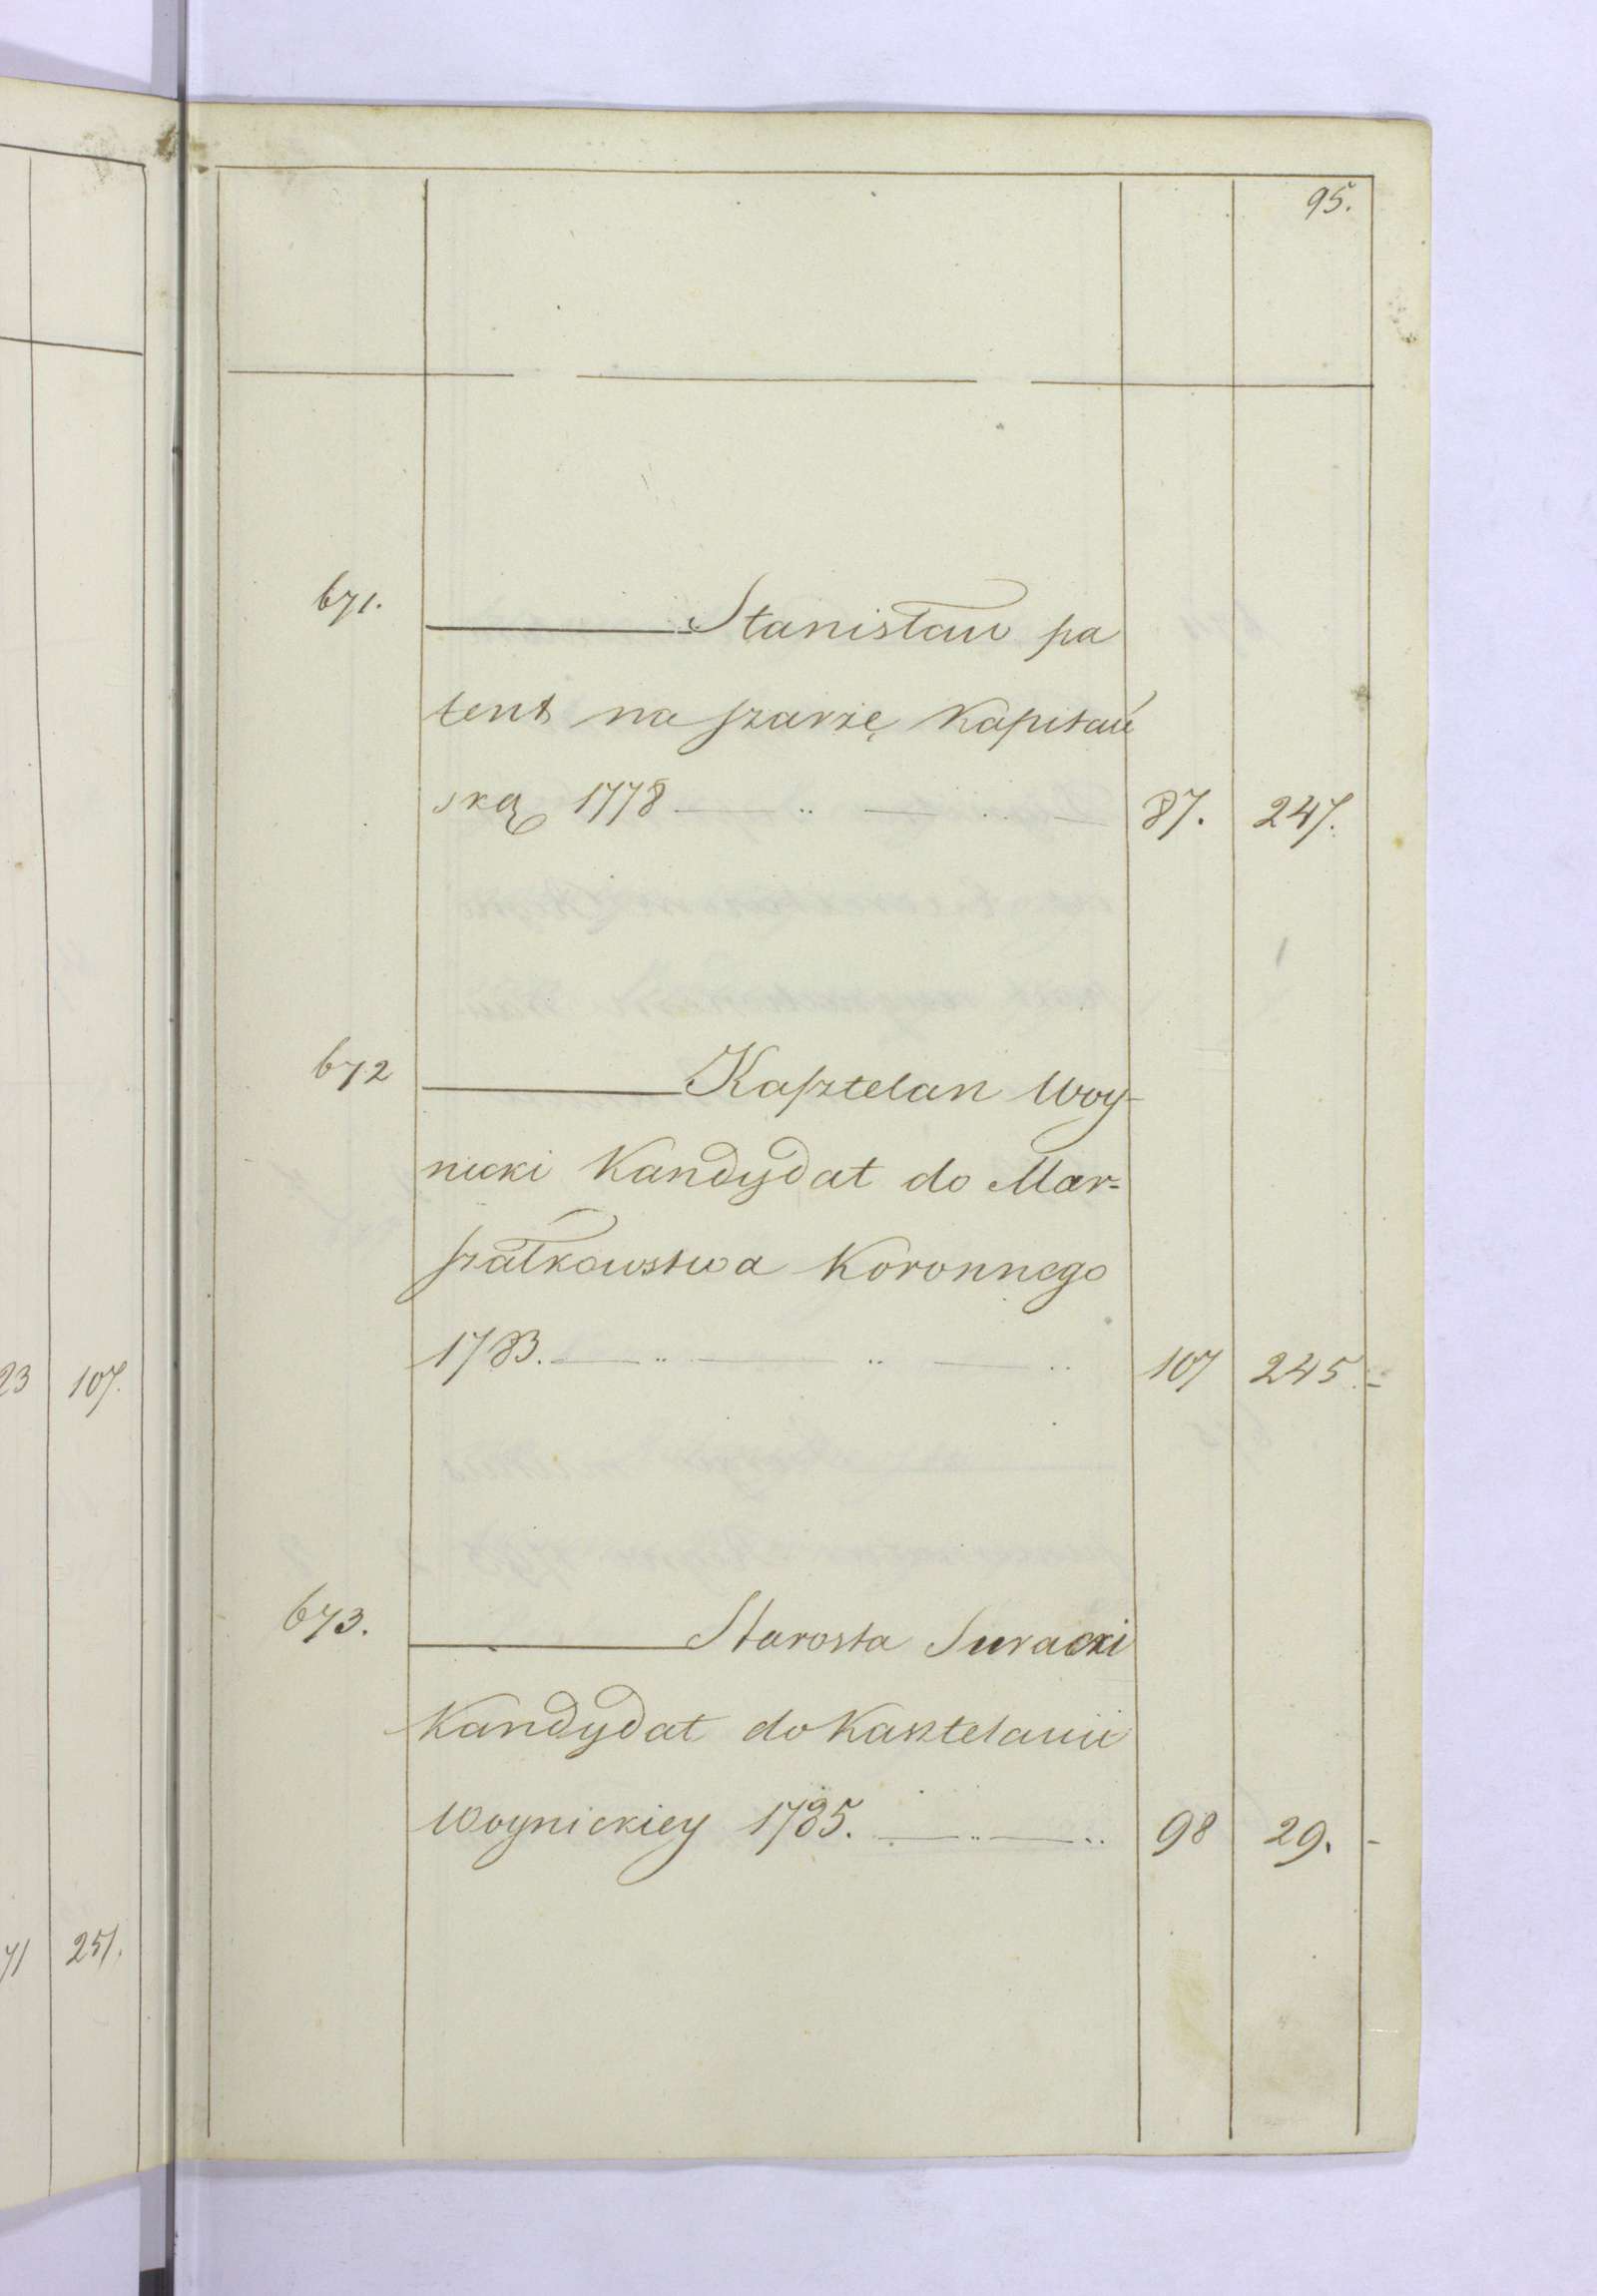 95.
671. ——— Stanisław pa
tent na szarżę Kapitań
ską 1778 — .. — .. — 87. 247.
672 ——— Kasztelan Woy-
nicki Kandydat do Mar=
szałkowstwa Koronnego
1783. — .. — .. — .. 107 245.-
673. ——— Starosta Suracki
Kandydat do Kasztelanii
Woynickiey 1785. — .. — .. 98 29. -
23 107.
71 251.